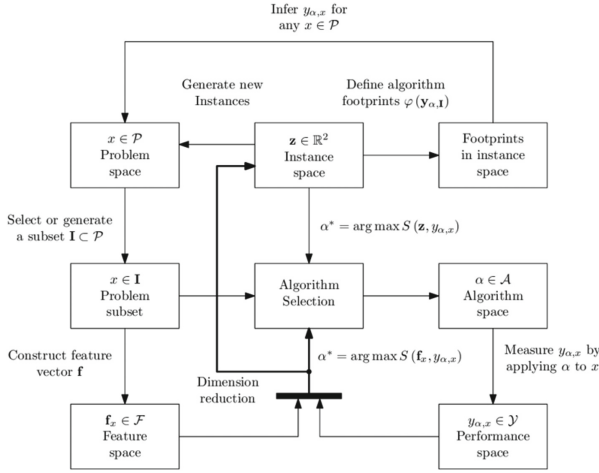 Infer y_{α,x} for
any x ∈ 𝒫
Generate new
Instances
Define algorithm
footprints φ (𝐲_{α,𝐈})
x ∈ 𝒫
Problem
space
𝐳 ∈ ℝ²
Instance
space
Footprints
in instance
space
Select or generate
a subset 𝐈 ⊂ 𝒫
α* = arg max S (𝐳, y_{α,x})
x ∈ 𝐈
Problem
subset
Algorithm
Selection
α ∈ 𝒜
Algorithm
space
Construct feature
vector 𝐟
α* = arg max S (𝐟_x, y_{α,x})
Measure y_{α,x} by
applying α to x
Dimension
reduction
𝐟_x ∈ ℱ
Feature
space
y_{α,x} ∈ 𝒴
Performance
space